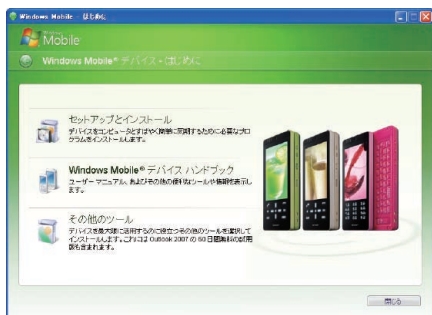 Windows Mobile - はじめに
Windows
Mobile
Windows Mobile® デバイス - はじめに
セットアップとインストール
デバイスをコンピュータとすばやく簡単に同期するために必要なプロ
グラムをインストールします。
Windows Mobile® デバイス ハンドブック
ユーザー マニュアル、およびその他の便利なツールや情報を表示し
ます。
その他のツール
デバイスを最大限に活用するのに役立つその他のツールを選択して
インストールします。これには Outlook 2007 の 60 日間無料の試用
版も含まれます。
閉じる